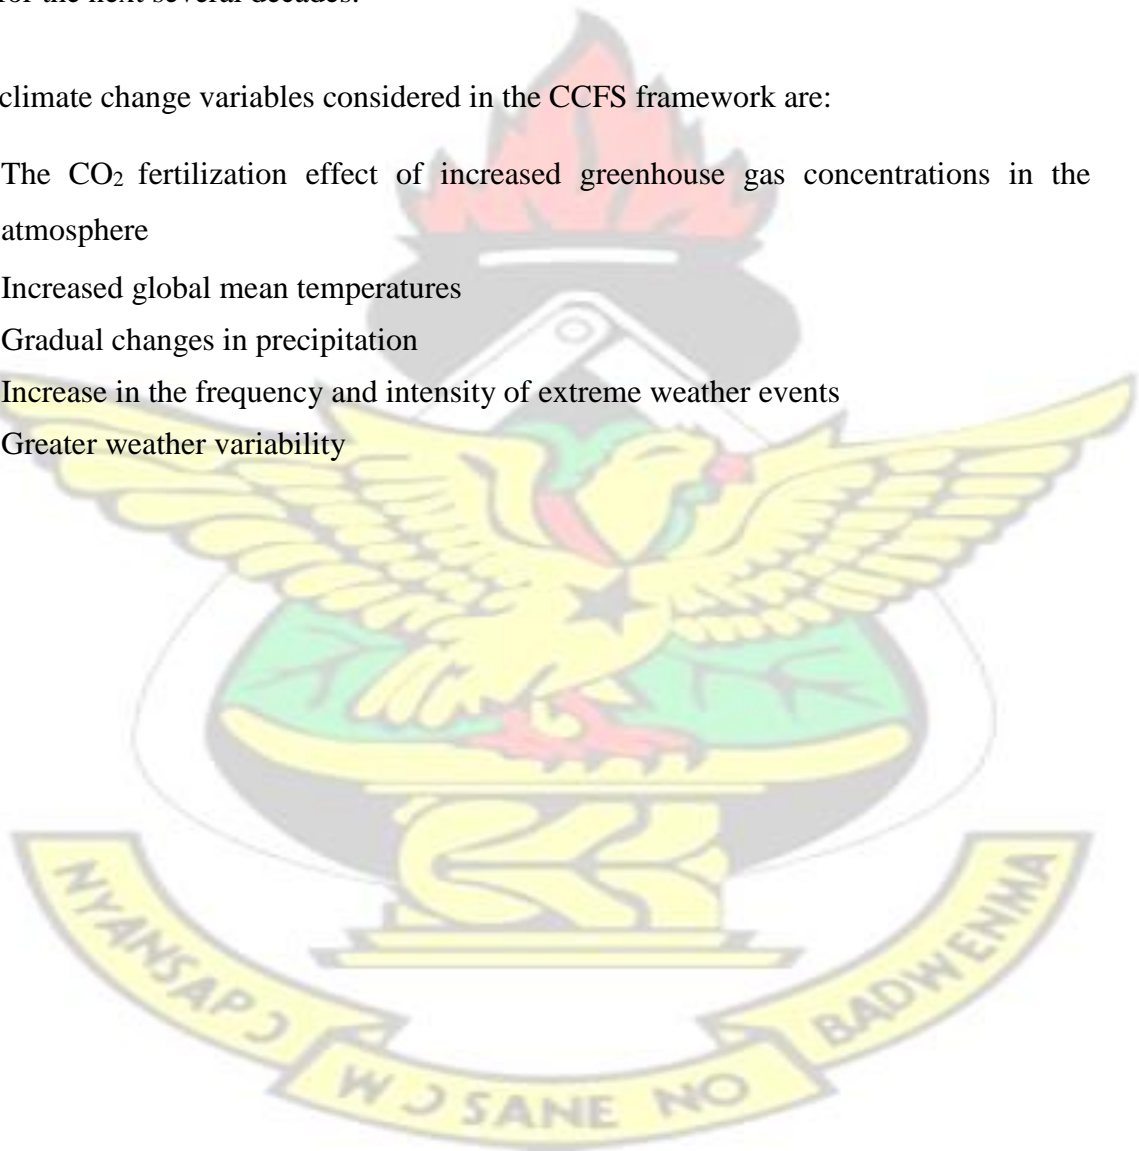 for the next several decades.
climate change variables considered in the CCFS framework are:
The CO₂ fertilization effect of increased greenhouse gas concentrations in the
atmosphere
Increased global mean temperatures
Gradual changes in precipitation
Increase in the frequency and intensity of extreme weather events
Greater weather variability
NYANSAPƆ
WƆ SANE NO
BADWENMA